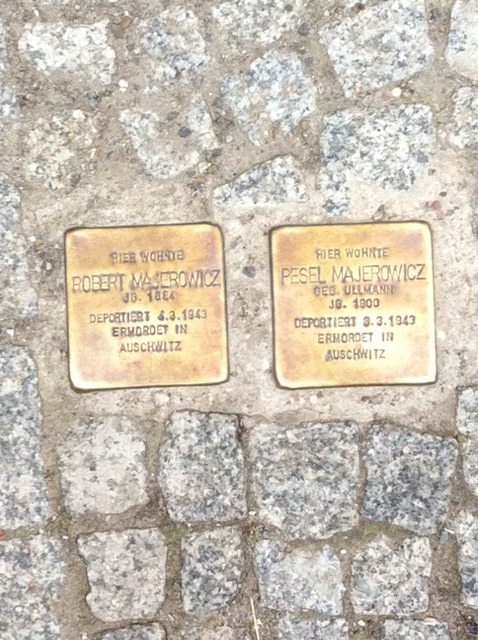 HIER WOHNTE
ROBERT MAJEROWICZ
JG. 1884
DEPORTIERT 4.3.1943
ERMORDET IN
AUSCHWITZ
HIER WOHNTE
PESEL MAJEROWICZ
GEB. ULLMANN
JG. 1900
DEPORTIERT 3.3.1943
ERMORDET IN
AUSCHWITZ